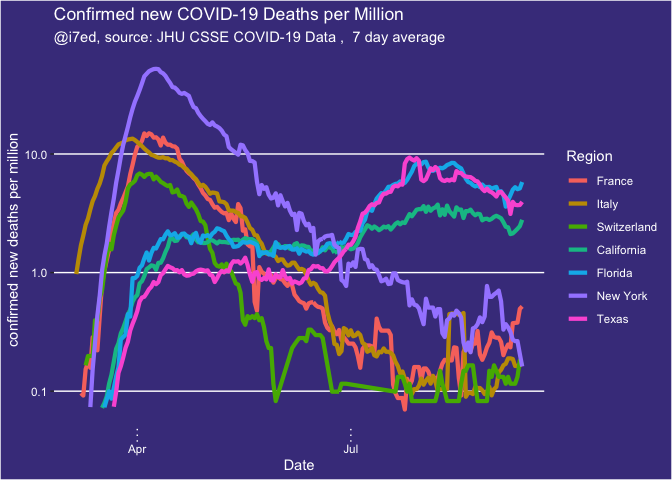 Confirmed new COVID-19 Deaths per Million
@i7ed, source: JHU CSSE COVID-19 Data , 7 day average
confirmed new deaths per million
10.0
1.0
0.1
Apr
Jul
Date
Region
France
Italy
Switzerland
California
Florida
New York
Texas